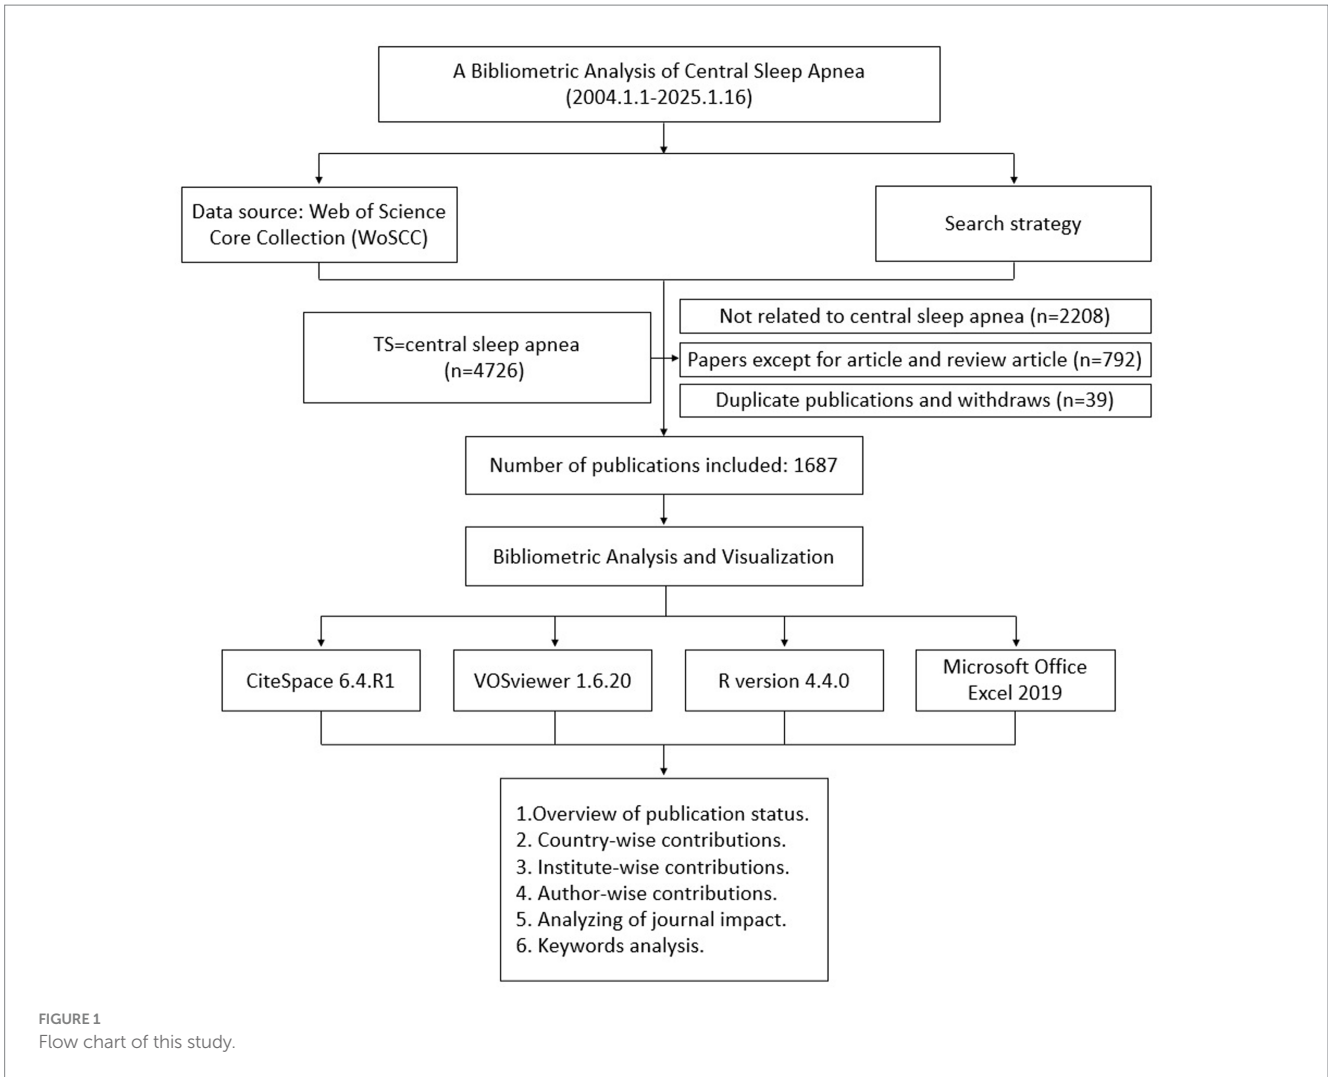 A Bibliometric Analysis of Central Sleep Apnea
(2004.1.1-2025.1.16)
Data source: Web of Science
Core Collection (WoSCC)
Search strategy
TS=central sleep apnea
(n=4726)
Not related to central sleep apnea (n=2208)
Papers except for article and review article (n=792)
Duplicate publications and withdraws (n=39)
Number of publications included: 1687
Bibliometric Analysis and Visualization
CiteSpace 6.4.R1
VOSviewer 1.6.20
R version 4.4.0
Microsoft Office
Excel 2019
1.Overview of publication status.
2. Country-wise contributions.
3. Institute-wise contributions.
4. Author-wise contributions.
5. Analyzing of journal impact.
6. Keywords analysis.
FIGURE 1
Flow chart of this study.